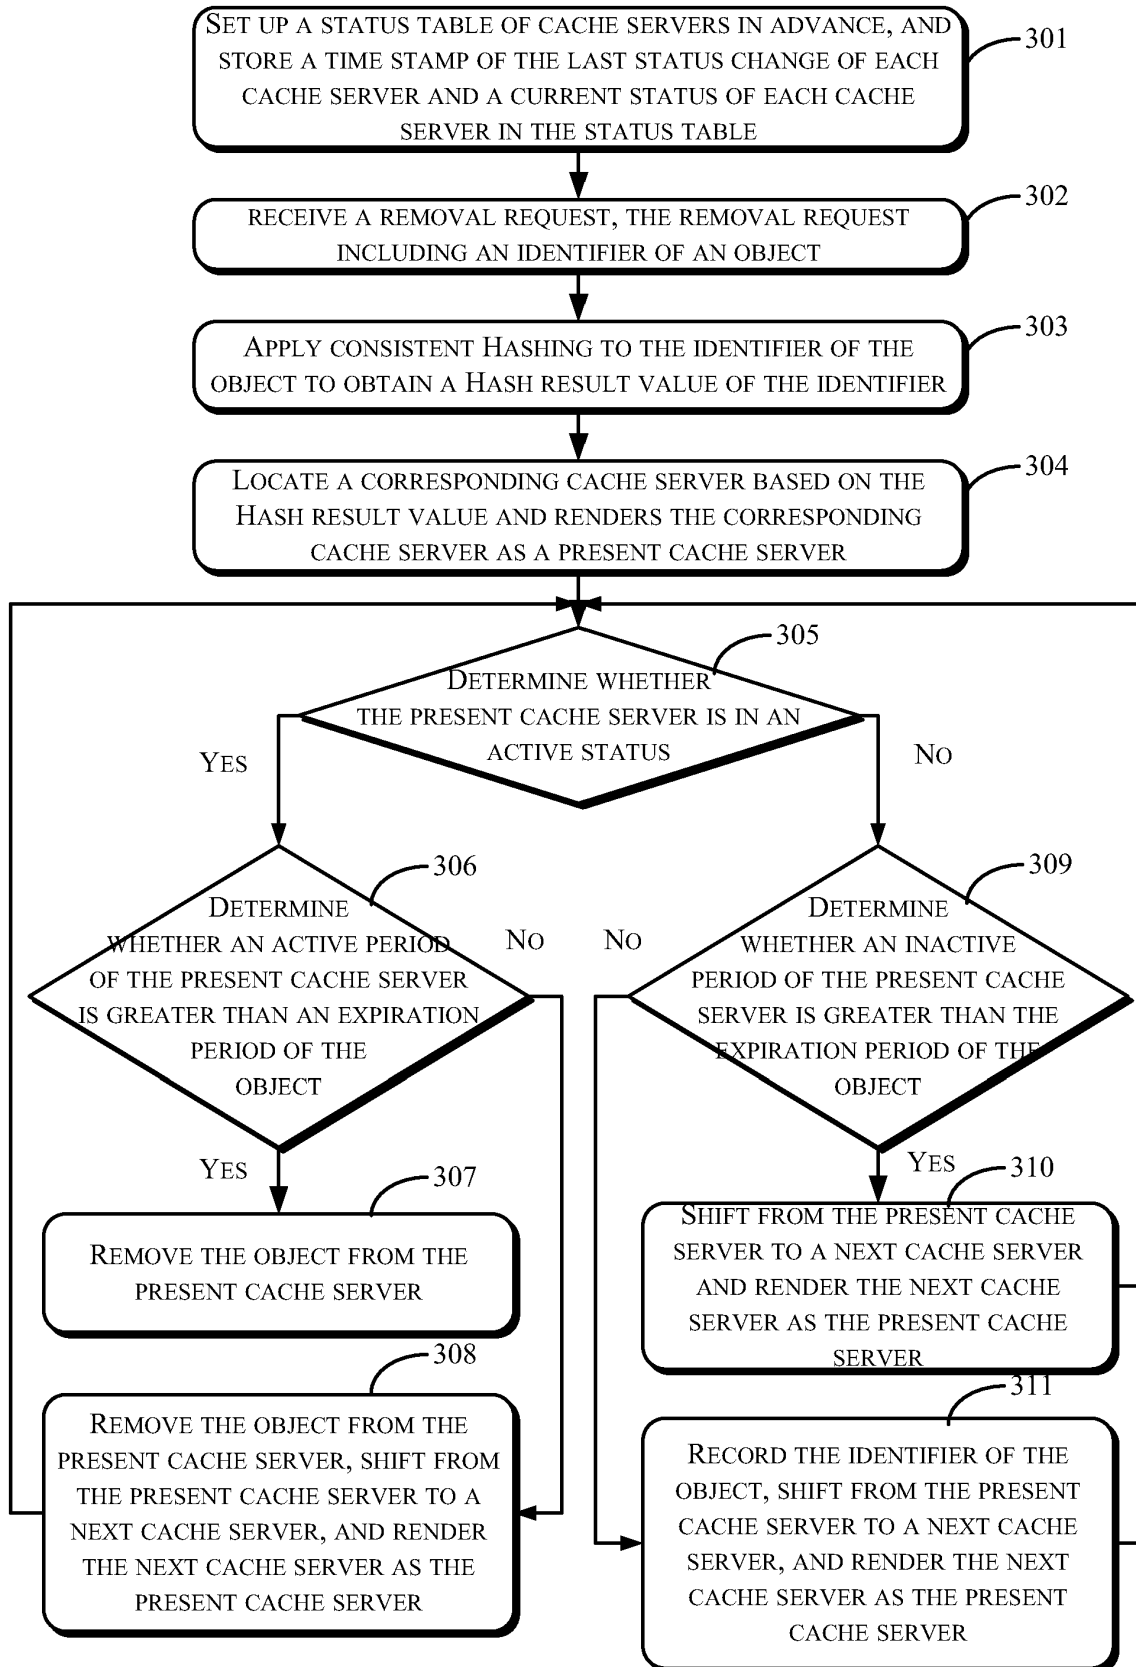 SET UP A STATUS TABLE OF CACHE SERVERS IN ADVANCE, AND
STORE A TIME STAMP OF THE LAST STATUS CHANGE OF EACH
CACHE SERVER AND A CURRENT STATUS OF EACH CACHE
SERVER IN THE STATUS TABLE
301
RECEIVE A REMOVAL REQUEST, THE REMOVAL REQUEST
INCLUDING AN IDENTIFIER OF AN OBJECT
302
APPLY CONSISTENT HASHING TO THE IDENTIFIER OF THE
OBJECT TO OBTAIN A HASH RESULT VALUE OF THE IDENTIFIER
303
LOCATE A CORRESPONDING CACHE SERVER BASED ON THE
HASH RESULT VALUE AND RENDERS THE CORRESPONDING
CACHE SERVER AS A PRESENT CACHE SERVER
304
305
DETERMINE WHETHER
THE PRESENT CACHE SERVER IS IN AN
ACTIVE STATUS
YES
NO
306
DETERMINE
WHETHER AN ACTIVE PERIOD
OF THE PRESENT CACHE SERVER
IS GREATER THAN AN EXPIRATION
PERIOD OF THE
OBJECT
NO
YES
307
REMOVE THE OBJECT FROM THE
PRESENT CACHE SERVER
308
REMOVE THE OBJECT FROM THE
PRESENT CACHE SERVER, SHIFT FROM
THE PRESENT CACHE SERVER TO A
NEXT CACHE SERVER, AND RENDER
THE NEXT CACHE SERVER AS THE
PRESENT CACHE SERVER
309
DETERMINE
WHETHER AN INACTIVE
PERIOD OF THE PRESENT CACHE
SERVER IS GREATER THAN THE
EXPIRATION PERIOD OF THE
OBJECT
NO
YES
310
SHIFT FROM THE PRESENT CACHE
SERVER TO A NEXT CACHE SERVER
AND RENDER THE NEXT CACHE
SERVER AS THE PRESENT CACHE
SERVER
311
RECORD THE IDENTIFIER OF THE
OBJECT, SHIFT FROM THE PRESENT
CACHE SERVER TO A NEXT CACHE
SERVER, AND RENDER THE NEXT
CACHE SERVER AS THE PRESENT
CACHE SERVER